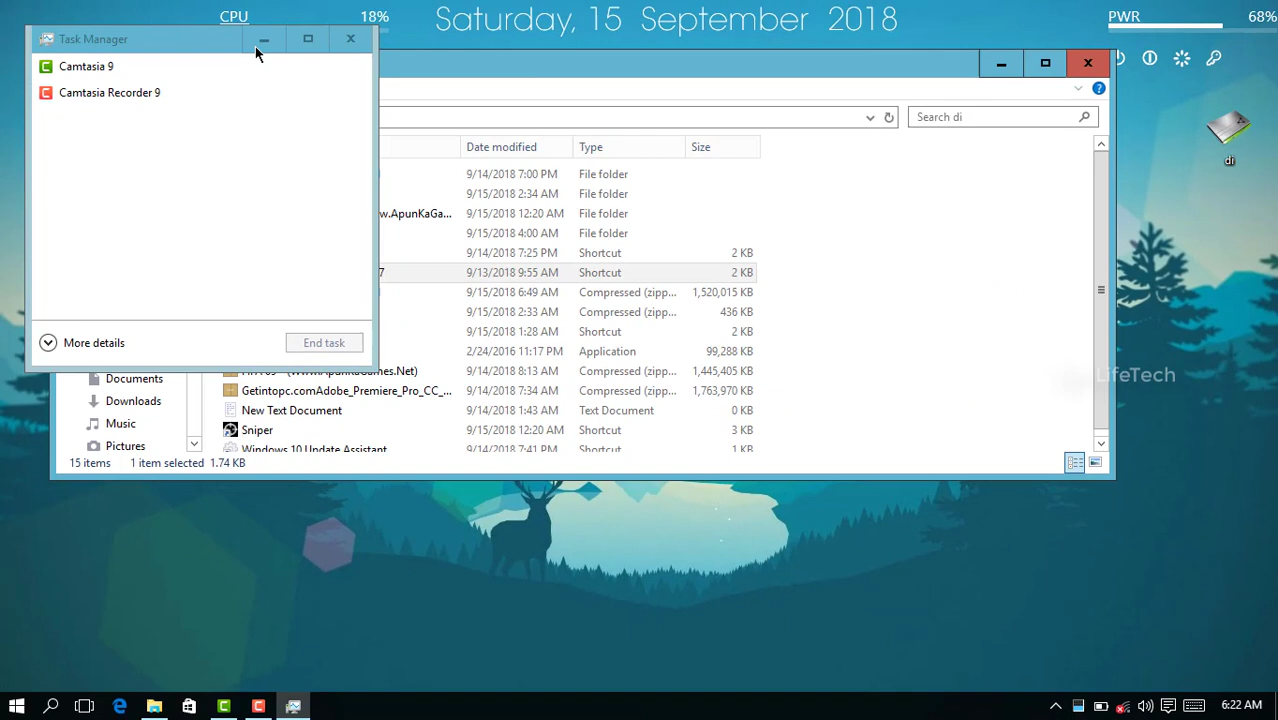 CPU 18%
Saturday, 15 September 2018
PWR 68%
Task Manager
Camtasia 9
Camtasia Recorder 9
More details
End task
Search di
di
Date modified Type Size
9/14/2018 7:00 PM File folder
9/15/2018 2:34 AM File folder
w.ApunKaGa... 9/15/2018 12:20 AM File folder
9/15/2018 4:00 AM File folder
9/14/2018 7:25 PM Shortcut 2 KB
7 9/13/2018 9:55 AM Shortcut 2 KB
9/15/2018 6:49 AM Compressed (zipp... 1,520,015 KB
9/15/2018 2:33 AM Compressed (zipp... 436 KB
9/15/2018 1:28 AM Shortcut 2 KB
2/24/2016 11:17 PM Application 99,288 KB
9/14/2018 8:13 AM Compressed (zipp... 1,445,405 KB
Getintopc.comAdobe_Premiere_Pro_CC_... 9/14/2018 7:34 AM Compressed (zipp... 1,763,970 KB
New Text Document 9/14/2018 1:43 AM Text Document 0 KB
Sniper 9/15/2018 12:20 AM Shortcut 3 KB
Windows 10 Update Assistant 9/14/2018 7:41 PM Shortcut 1 KB
Documents
Downloads
Music
Pictures
15 items 1 item selected 1.74 KB
LifeTech
6:22 AM